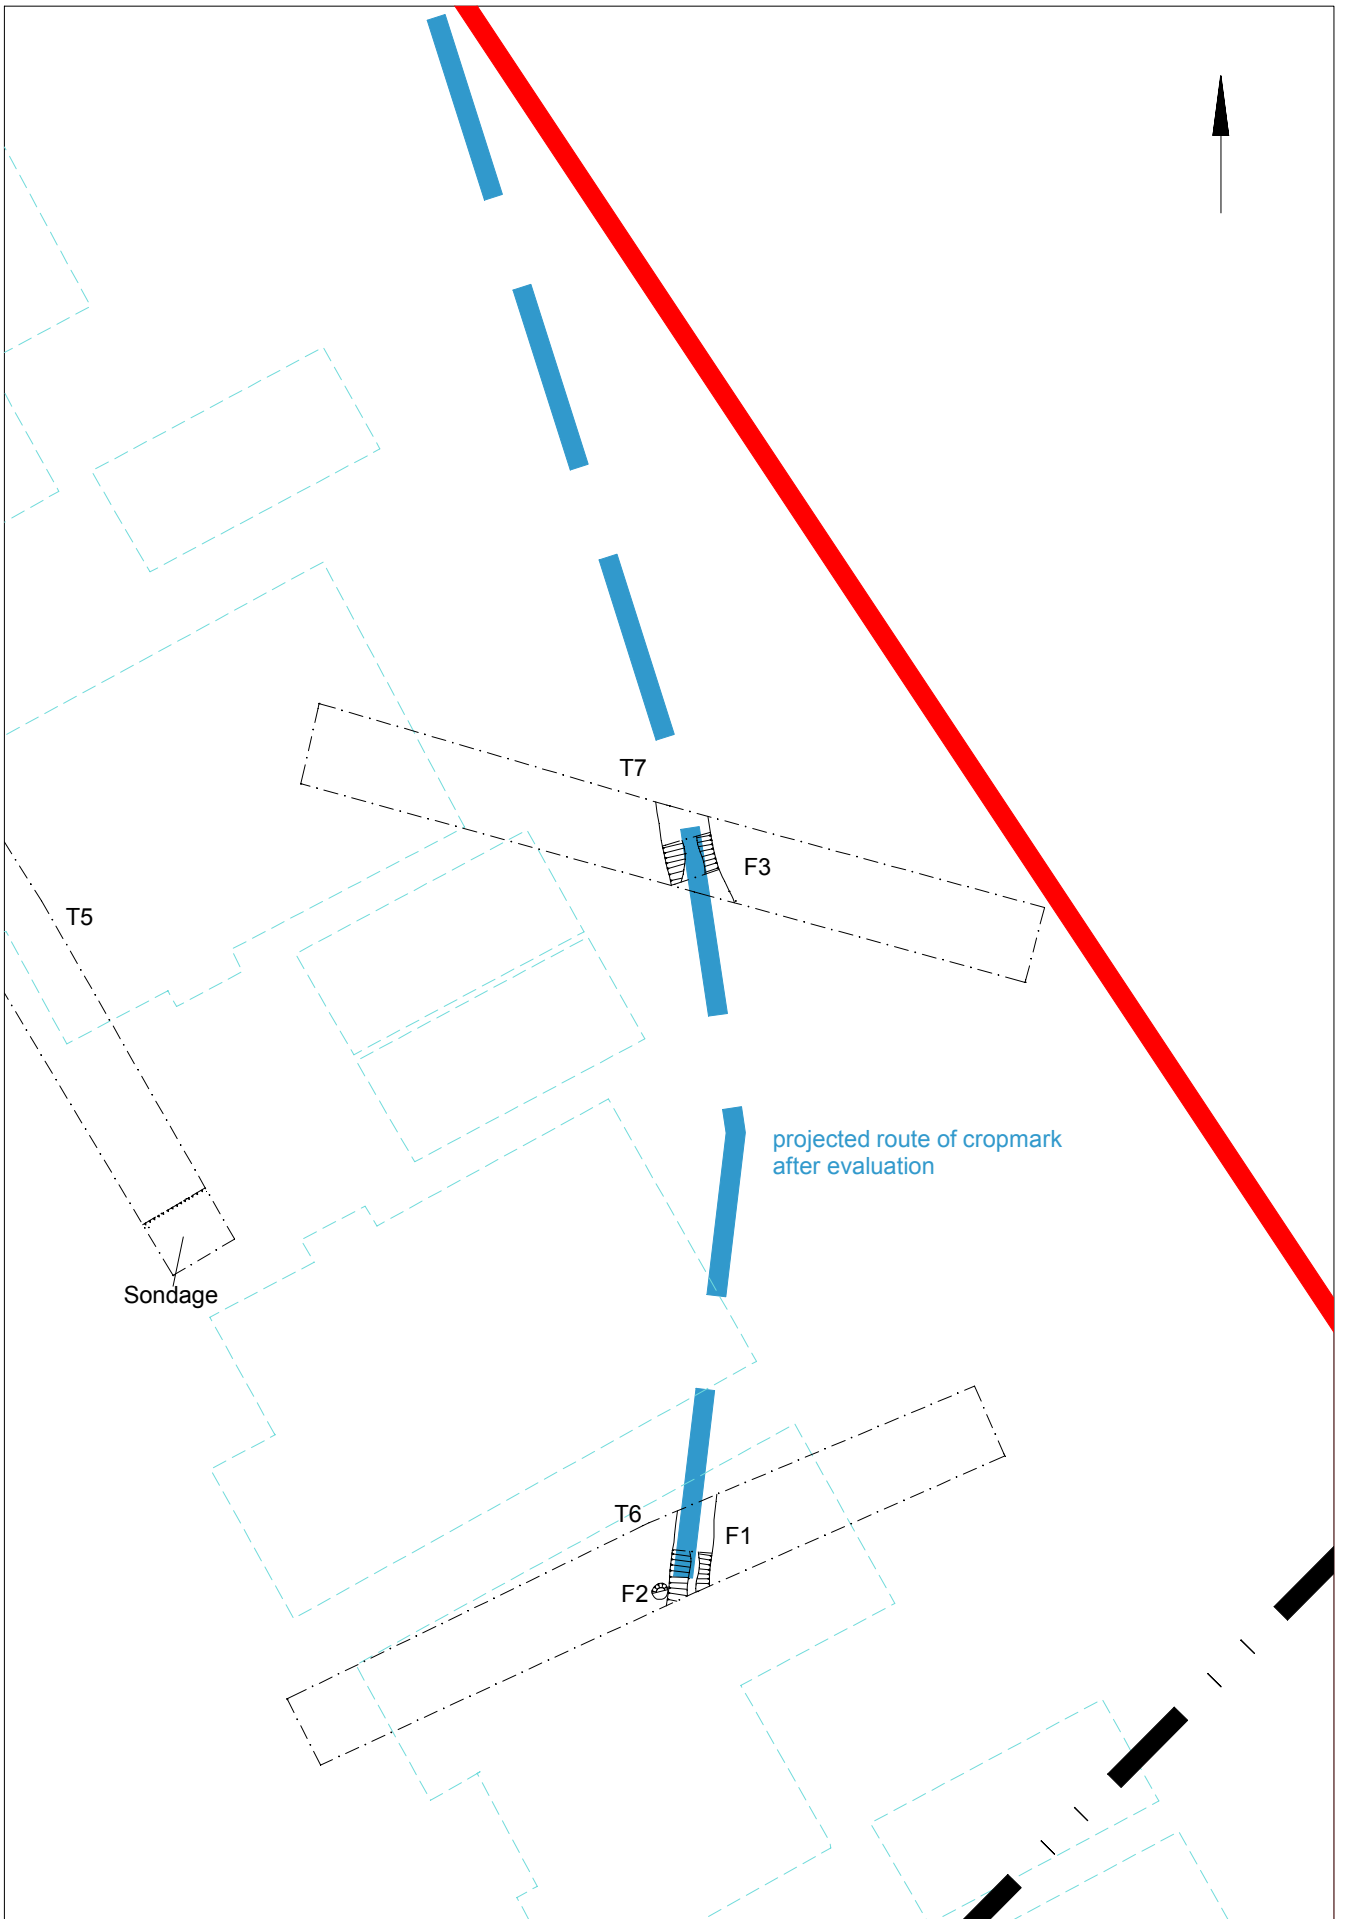 T7
F3
T5
projected route of cropmark
after evaluation
Sondage
T6
F1
F2